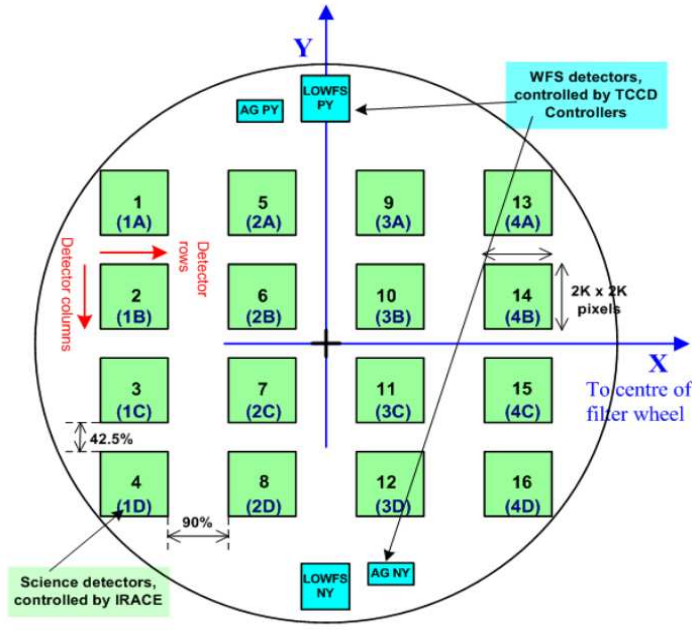 Y
LOWFS
PY
AG PY
WFS detectors,
controlled by TCCD
Controllers
1
(1A)
5
(2A)
9
(3A)
13
(4A)
Detector columns
Detector
rows
2
(1B)
6
(2B)
10
(3B)
14
(4B)
2K x 2K
pixels
X
To centre of
filter wheel
3
(1C)
7
(2C)
11
(3C)
15
(4C)
42.5%
4
(1D)
8
(2D)
12
(3D)
16
(4D)
90%
Science detectors,
controlled by IRACE
LOWFS
NY
AG NY